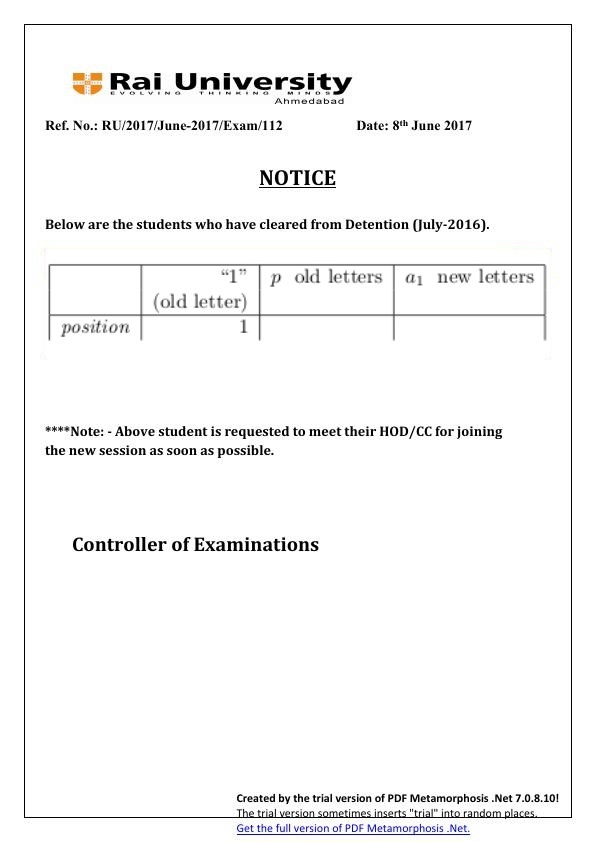 Rai University
EVOLVING THINKING MINDS
Ahmedabad
Ref. No.: RU/2017/June-2017/Exam/112 Date: 8th June 2017
NOTICE
Below are the students who have cleared from Detention (July-2016).
“1” p old letters a1 new letters
(old letter)
position 1
****Note: - Above student is requested to meet their HOD/CC for joining
the new session as soon as possible.
Controller of Examinations
Created by the trial version of PDF Metamorphosis .Net 7.0.8.10!
The trial version sometimes inserts "trial" into random places.
Get the full version of PDF Metamorphosis .Net.